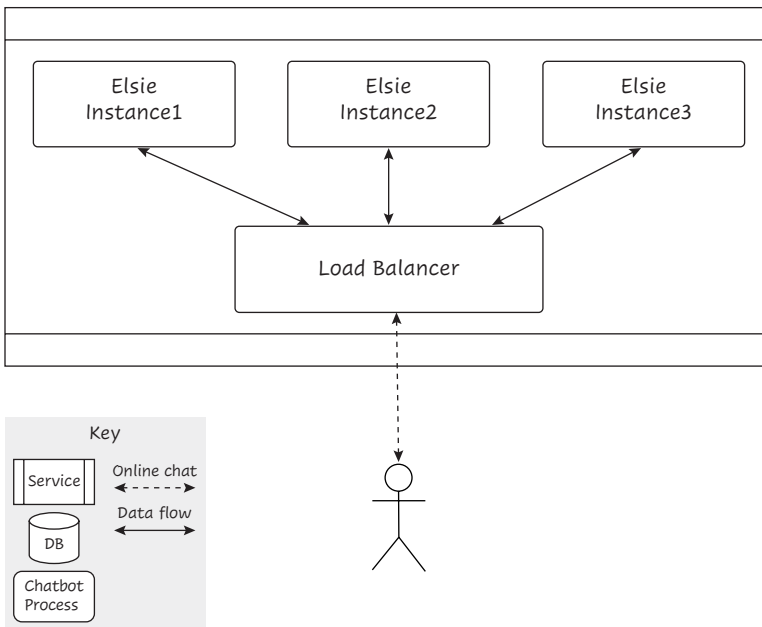 Elsie
Instance1
Elsie
Instance2
Elsie
Instance3
Load Balancer
Key
Service
Online chat
Data flow
DB
Chatbot
Process